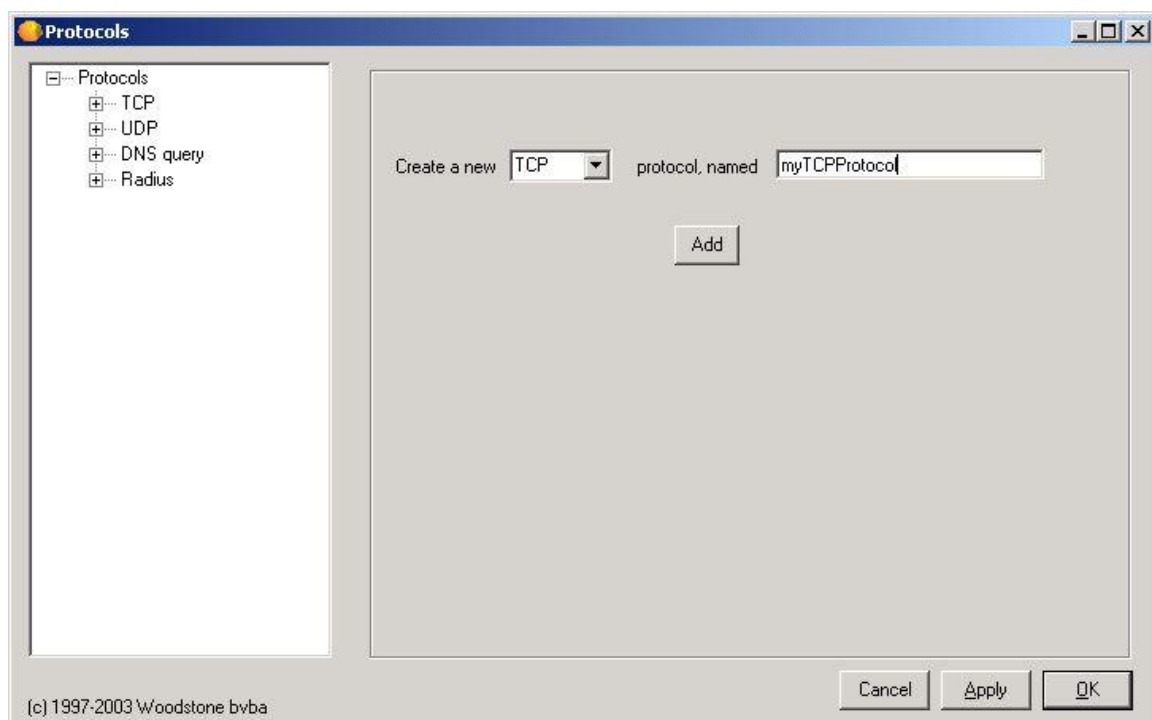 Protocols
Protocols
TCP
UDP
DNS query
Radius
Create a new TCP protocol, named myTCPProtocol
Add
Cancel Apply OK
(c) 1997-2003 Woodstone bvba